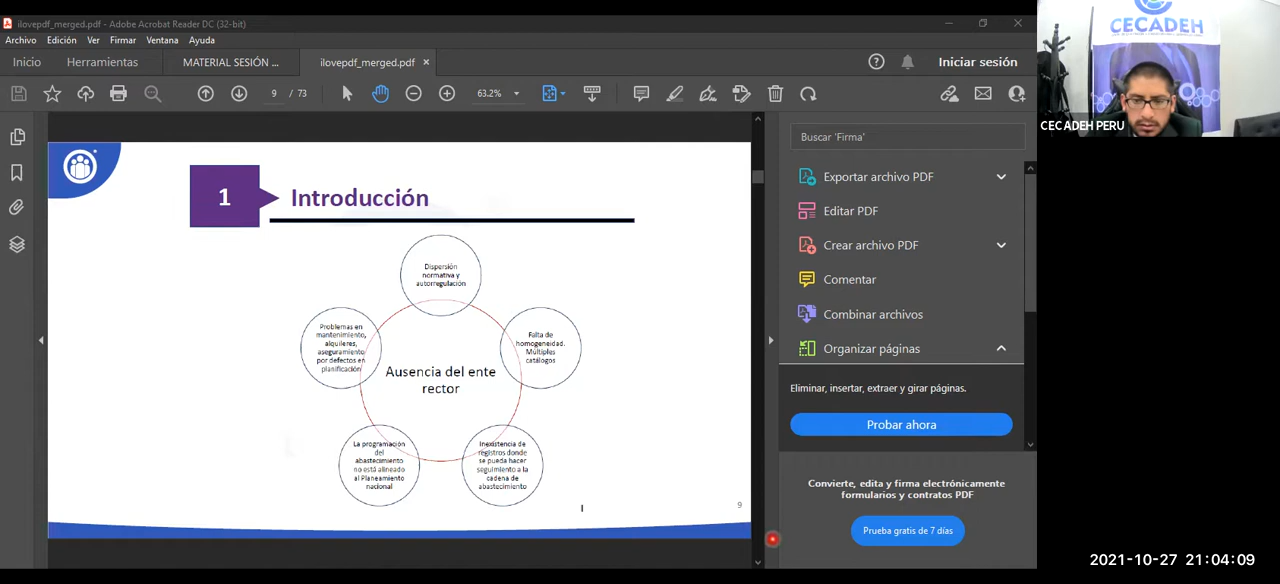 ilovepdf_merged.pdf - Adobe Acrobat Reader DC (32-bit)
Archivo Edición Ver Firmar Ventana Ayuda
Inicio Herramientas MATERIAL SESIÓN ... ilovepdf_merged.pdf × Iniciar sesión
9 / 73 63.2%
CECADEH
CECADEH PERU
Buscar 'Firma'
Exportar archivo PDF
Editar PDF
Crear archivo PDF
Comentar
Combinar archivos
Organizar páginas
Eliminar, insertar, extraer y girar páginas.
Probar ahora
Convierte, edita y firma electrónicamente
formularios y contratos PDF
Prueba gratis de 7 días
1 Introducción
Dispersión
normativa y
autorregulación
Problemas en
mantenimiento,
alquileres,
aseguramiento
por defectos en
planificación
Falta de
homogeneidad.
Múltiples
catálogos
Ausencia del ente
rector
La programación
del
abastecimiento
no está alineado
al Planeamiento
nacional
Inexistencia de
registros donde
se pueda hacer
seguimiento a la
cadena de
abastecimiento
9
2021-10-27 21:04:09